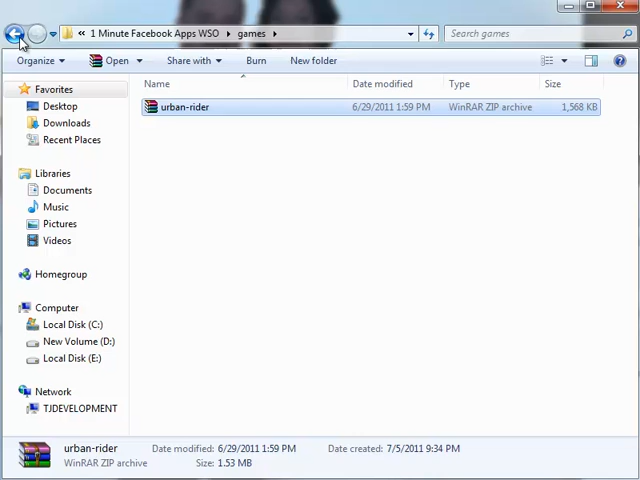 « 1 Minute Facebook Apps WSO games
Search games
Organize Open Share with Burn New folder
Name Date modified Type Size
Favorites
urban-rider 6/29/2011 1:59 PM WinRAR ZIP archive 1,568 KB
Desktop
Downloads
Recent Places
Libraries
Documents
Music
Pictures
Videos
Homegroup
Computer
Local Disk (C:)
New Volume (D:)
Local Disk (E:)
Network
TJDEVELOPMENT
urban-rider Date modified: 6/29/2011 1:59 PM Date created: 7/5/2011 9:34 PM
WinRAR ZIP archive Size: 1.53 MB